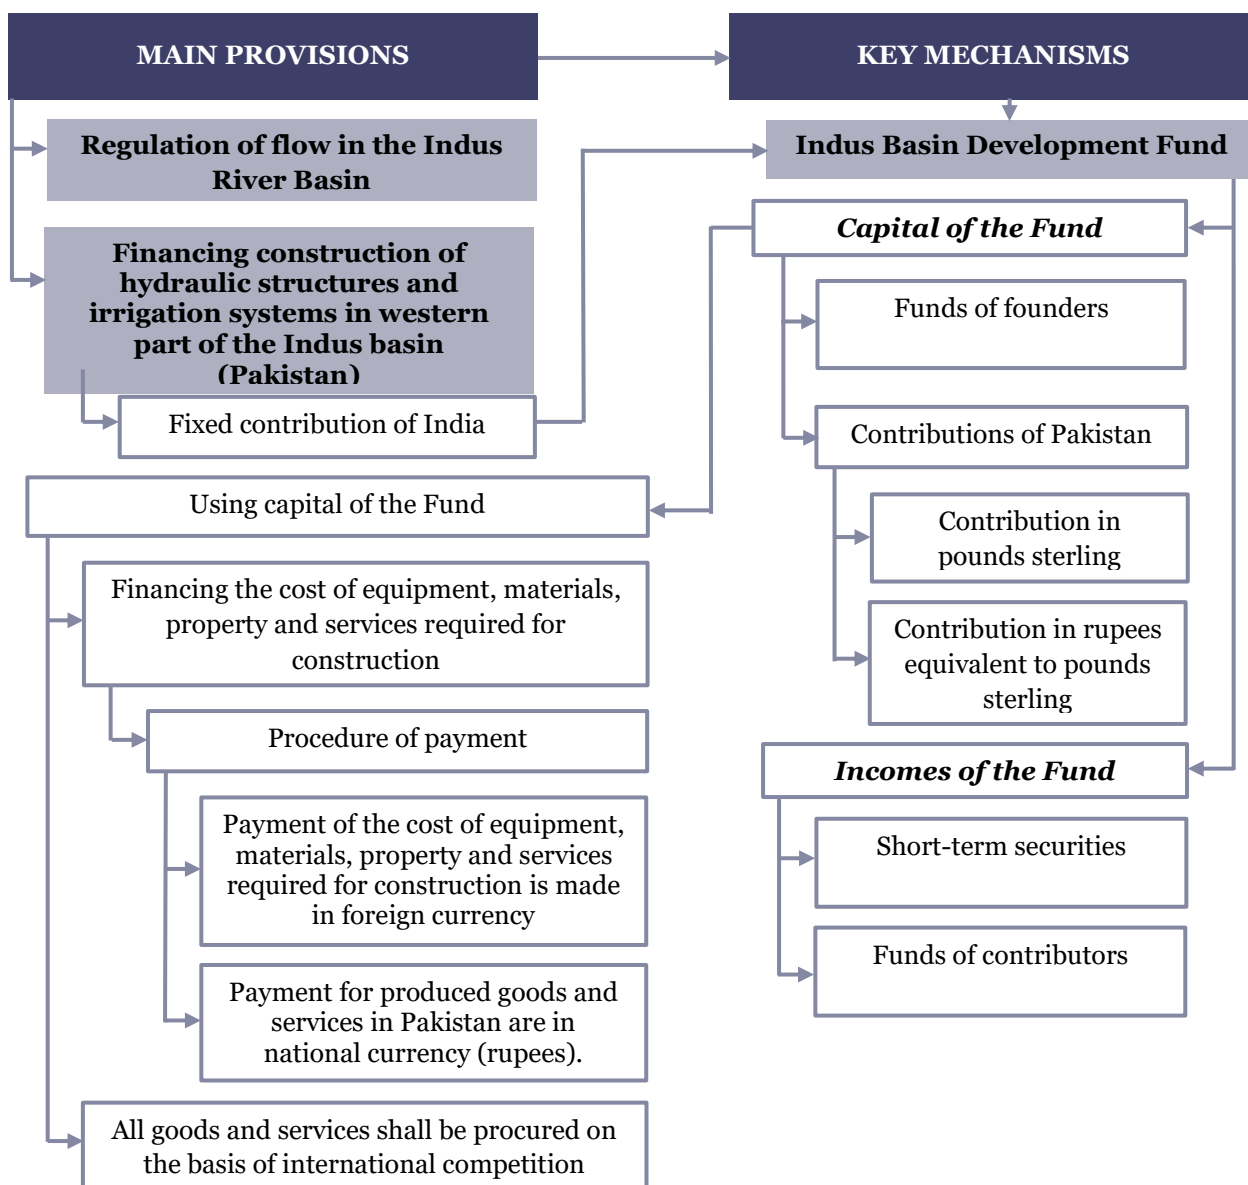 MAIN PROVISIONS
KEY MECHANISMS
Regulation of flow in the Indus
River Basin
Indus Basin Development Fund
Financing construction of
hydraulic structures and
irrigation systems in western
part of the Indus basin
(Pakistan)
Fixed contribution of India
Capital of the Fund
Funds of founders
Contributions of Pakistan
Contribution in
pounds sterling
Contribution in rupees
equivalent to pounds
sterling
Using capital of the Fund
Financing the cost of equipment, materials,
property and services required for
construction
Procedure of payment
Payment of the cost of equipment,
materials, property and services
required for construction is made
in foreign currency
Payment for produced goods and
services in Pakistan are in
national currency (rupees).
All goods and services shall be procured on
the basis of international competition
Incomes of the Fund
Short-term securities
Funds of contributors